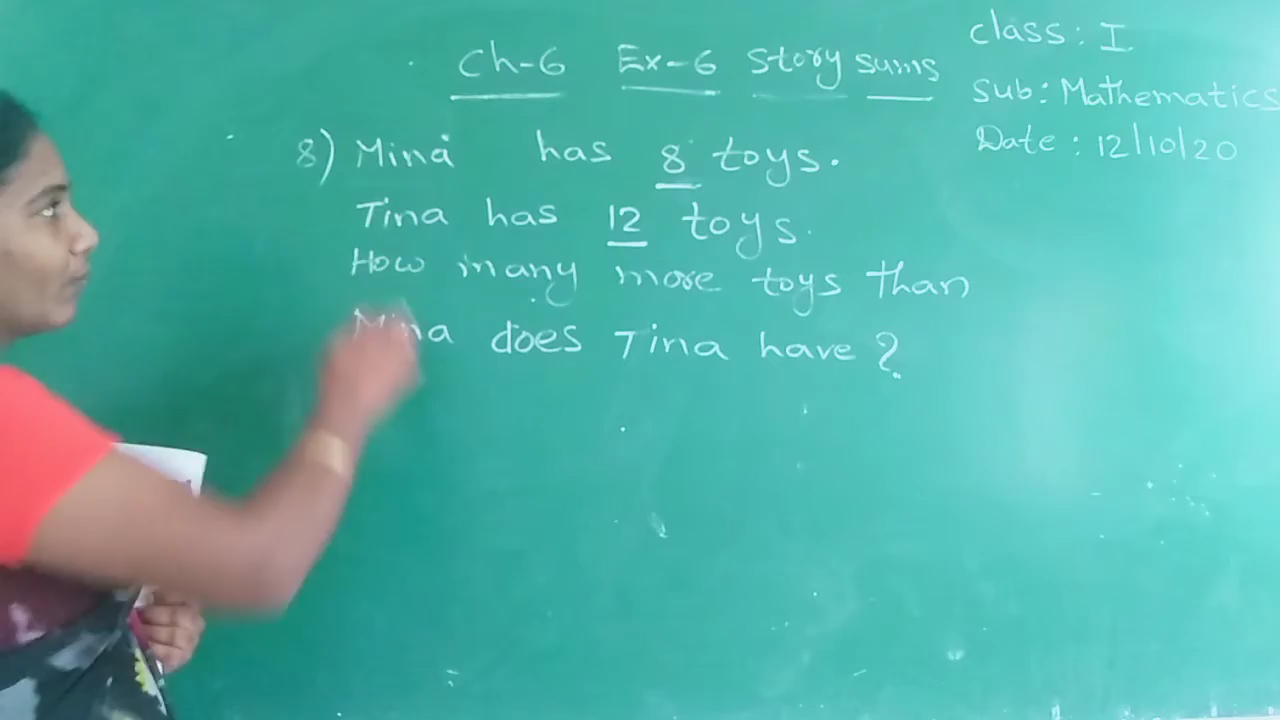 Ch-6 Ex-6 Story sums
class: I
Sub: Mathematics
Date: 12/10/20
8) Mina has 8 toys.
Tina has 12 toys.
How many more toys than
Mina does Tina have?